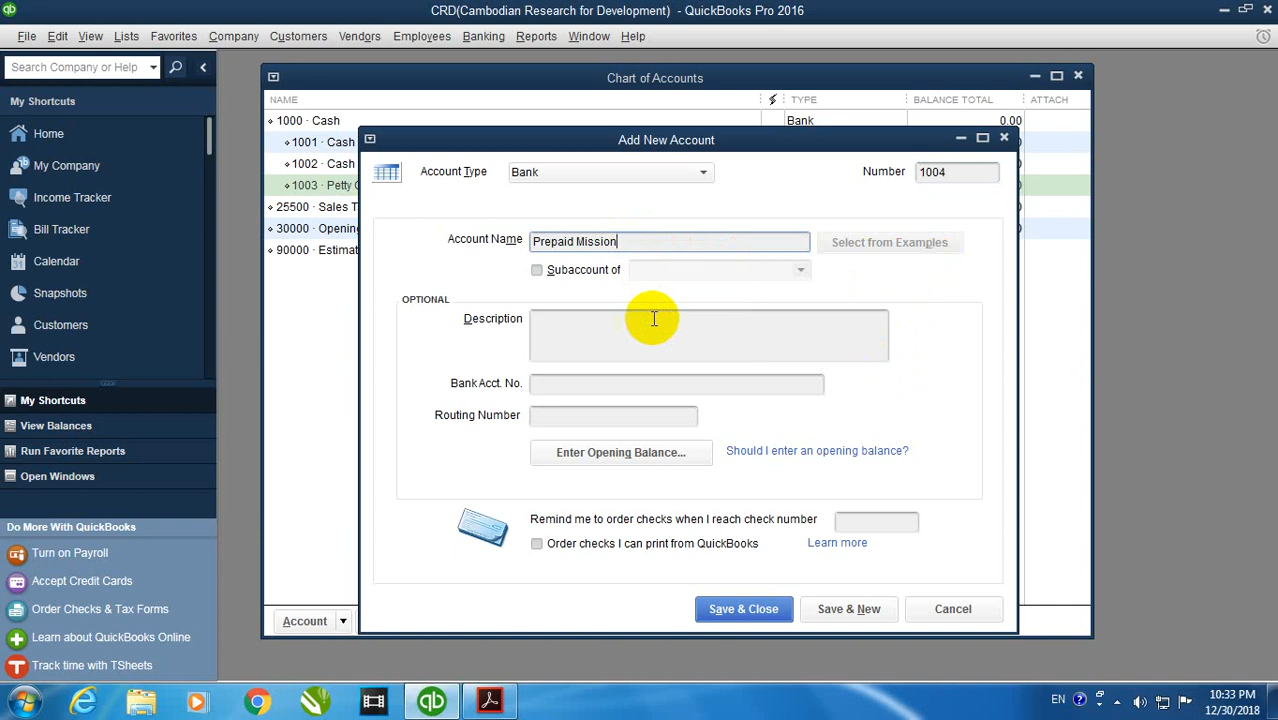 CRD(Cambodian Research for Development) - QuickBooks Pro 2016
File Edit View Lists Favorites Company Customers Vendors Employees Banking Reports Window Help
Search Company or Help
My Shortcuts
Home
My Company
Income Tracker
Bill Tracker
Calendar
Snapshots
Customers
Vendors
My Shortcuts
View Balances
Run Favorite Reports
Open Windows
Do More With QuickBooks
Turn on Payroll
Accept Credit Cards
Order Checks & Tax Forms
Learn about QuickBooks Online
Track time with TSheets
Chart of Accounts
NAME TYPE BALANCE TOTAL ATTACH
1000 · Cash Bank 0.00
1001 · Cash
1002 · Cash
1003 · Petty
25500 · Sales T
30000 · Opening
90000 · Estimat
Account
Add New Account
Account Type Bank Number 1004
Account Name Prepaid Mission Select from Examples
Subaccount of
OPTIONAL
Description
Bank Acct. No.
Routing Number
Enter Opening Balance... Should I enter an opening balance?
Remind me to order checks when I reach check number
Order checks I can print from QuickBooks Learn more
Save & Close Save & New Cancel
EN 10:33 PM
12/30/2018